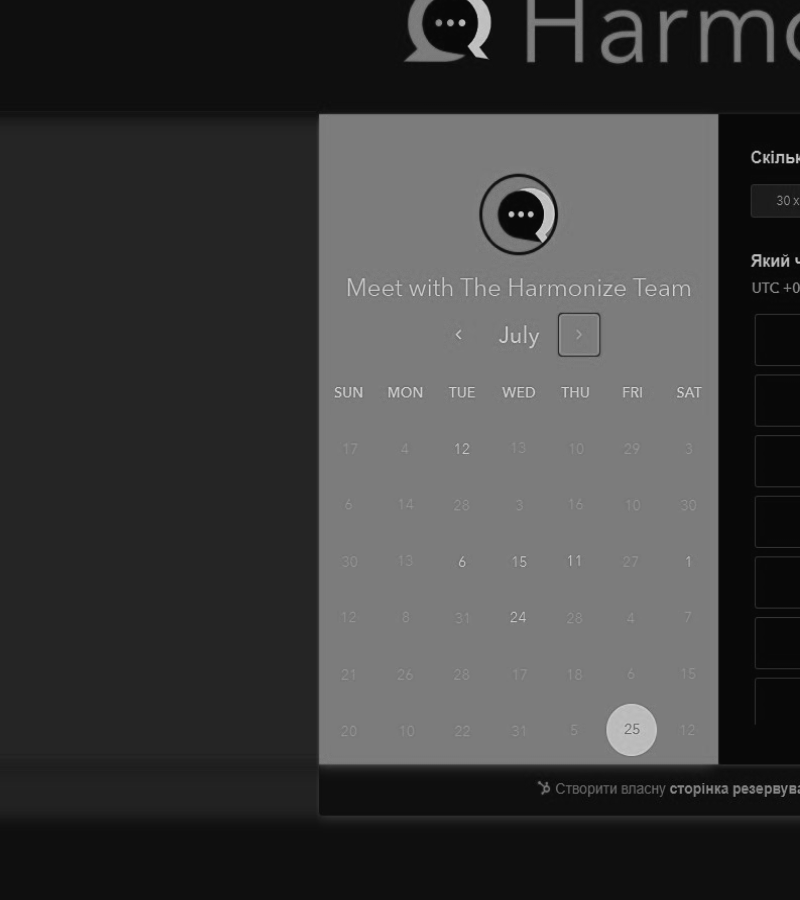 Harmo
Meet with The Harmonize Team
‹ July ›
SUN MON TUE WED THU FRI SAT
17 4 12 13 10 29 3
6 14 28 3 16 10 30
30 13 6 15 11 27 1
12 8 31 24 28 4 7
21 26 28 17 18 6 15
20 10 22 31 5 25 12
Скільк
30 х
Який ч
UTC +0
Створити власну сторінка резервува